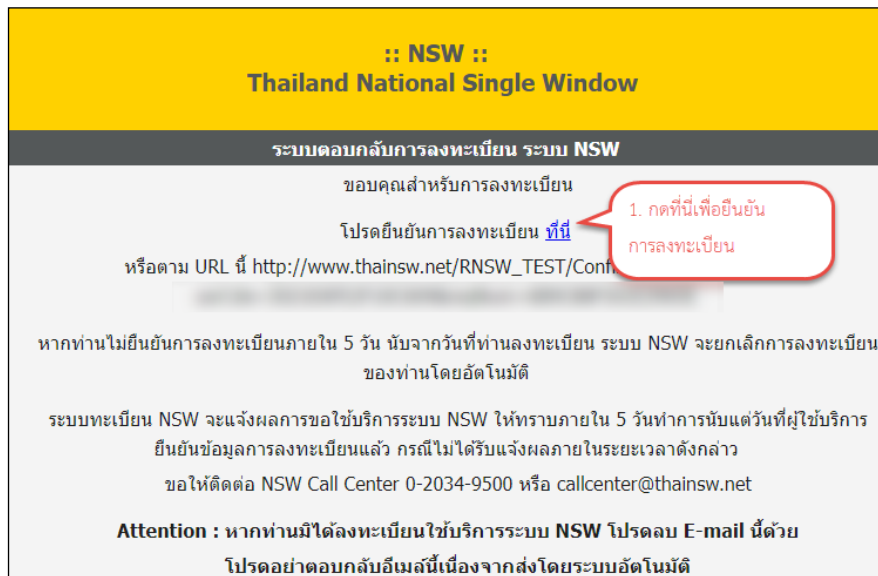 :: NSW ::
Thailand National Single Window
ระบบตอบกลับการลงทะเบียน ระบบ NSW
ขอบคุณสำหรับการลงทะเบียน
โปรดยืนยันการลงทะเบียน ที่นี่
1. กดที่นี่เพื่อยืนยัน
การลงทะเบียน
หรือตาม URL นี้ http://www.thainsw.net/RNSW_TEST/Conf
หากท่านไม่ยืนยันการลงทะเบียนภายใน 5 วัน นับจากวันที่ท่านลงทะเบียน ระบบ NSW จะยกเลิกการลงทะเบียน
ของท่านโดยอัตโนมัติ
ระบบทะเบียน NSW จะแจ้งผลการขอใช้บริการระบบ NSW ให้ทราบภายใน 5 วันทำการนับแต่วันที่ผู้ใช้บริการ
ยืนยันข้อมูลการลงทะเบียนแล้ว กรณีไม่ได้รับแจ้งผลภายในระยะเวลาดังกล่าว
ขอให้ติดต่อ NSW Call Center 0-2034-9500 หรือ callcenter@thainsw.net
Attention : หากท่านมิได้ลงทะเบียนใช้บริการระบบ NSW โปรดลบ E-mail นี้ด้วย
โปรดอย่าตอบกลับอีเมล์นี้เนื่องจากส่งโดยระบบอัตโนมัติ